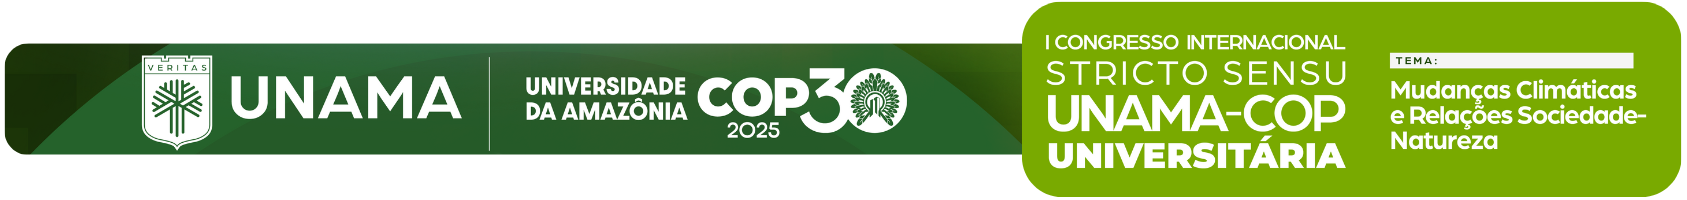 VERITAS
UNAMA
UNIVERSIDADE
DA AMAZÔNIA
COP30
2025
I CONGRESSO INTERNACIONAL
STRICTO SENSU
UNAMA-COP
UNIVERSITÁRIA
TEMA:
Mudanças Climáticas
e Relações Sociedade-
Natureza